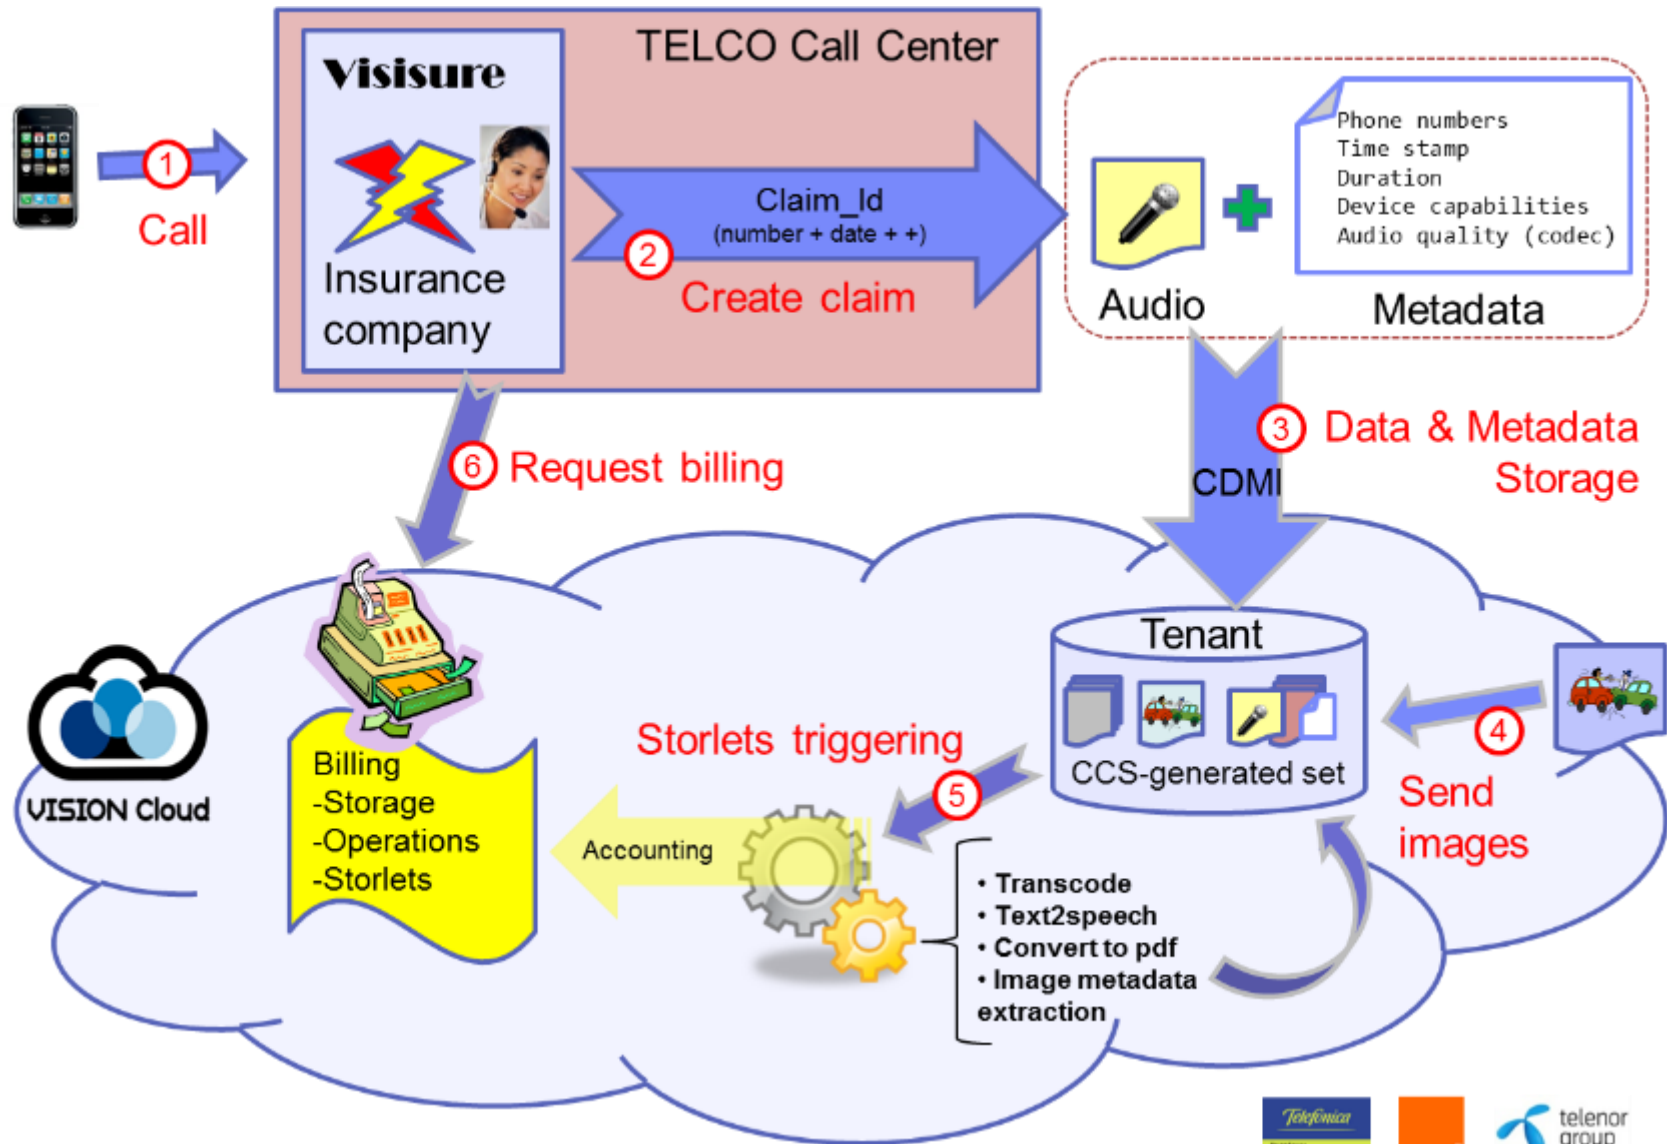 TELCO Call Center
Visisure
Insurance
company
1
Call
Claim_Id
(number + date + +)
2
Create claim
Phone numbers
Time stamp
Duration
Device capabilities
Audio quality (codec)
Audio
Metadata
3
Data & Metadata
Storage
CDMI
6
Request billing
Tenant
CCS-generated set
4
Send
images
Storlets triggering
5
VISION Cloud
Billing
-Storage
-Operations
-Storlets
Accounting
• Transcode
• Text2speech
• Convert to pdf
• Image metadata
extraction
Telefonica
telenor
group